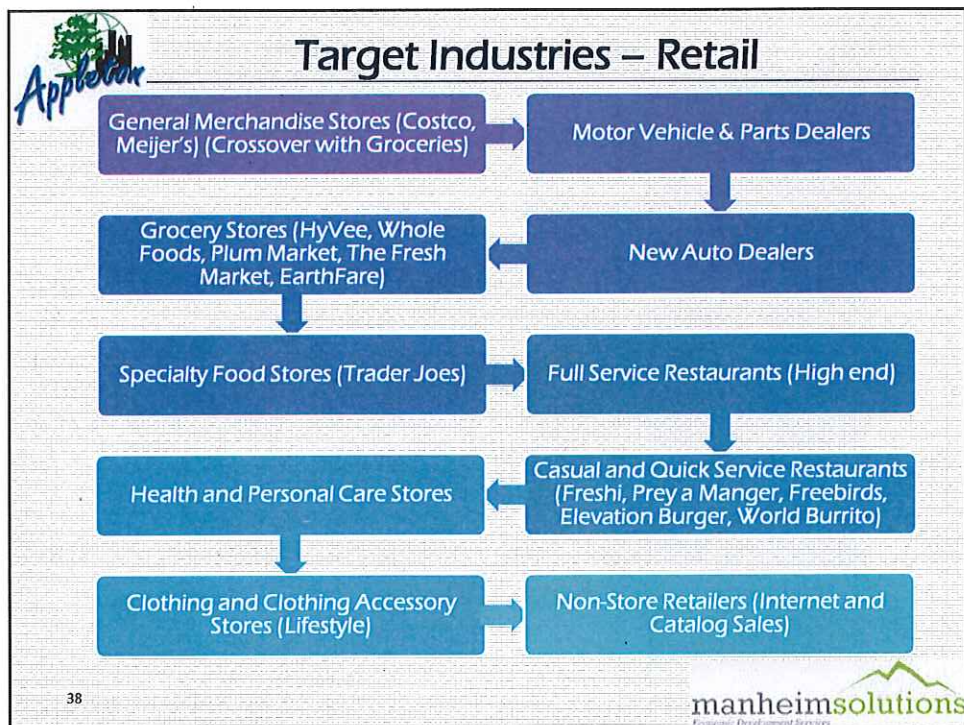 Appleton
Target Industries – Retail
General Merchandise Stores (Costco,
Meijer's) (Crossover with Groceries)
Motor Vehicle & Parts Dealers
New Auto Dealers
Grocery Stores (HyVee, Whole
Foods, Plum Market, The Fresh
Market, EarthFare)
Specialty Food Stores (Trader Joes)
Full Service Restaurants (High end)
Casual and Quick Service Restaurants
(Freshi, Prey a Manger, Freebirds,
Elevation Burger, World Burrito)
Health and Personal Care Stores
Clothing and Clothing Accessory
Stores (Lifestyle)
Non-Store Retailers (Internet and
Catalog Sales)
38
manheimsolutions
Economic Development Services